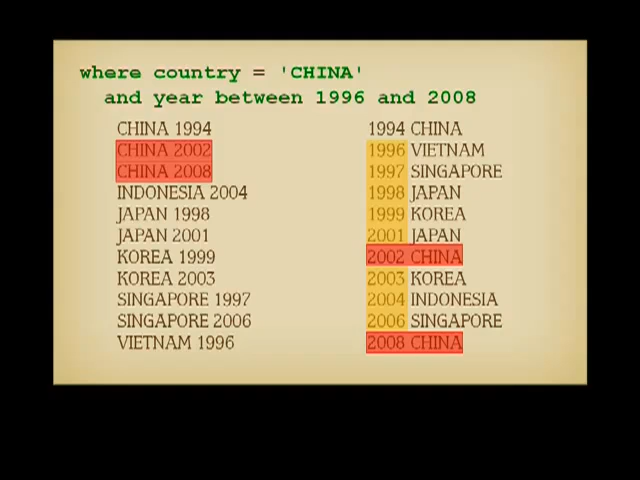 where country = 'CHINA'
and year between 1996 and 2008
CHINA 1994
CHINA 2002
CHINA 2008
INDONESIA 2004
JAPAN 1998
JAPAN 2001
KOREA 1999
KOREA 2003
SINGAPORE 1997
SINGAPORE 2006
VIETNAM 1996
1994 CHINA
1996 VIETNAM
1997 SINGAPORE
1998 JAPAN
1999 KOREA
2001 JAPAN
2002 CHINA
2003 KOREA
2004 INDONESIA
2006 SINGAPORE
2008 CHINA